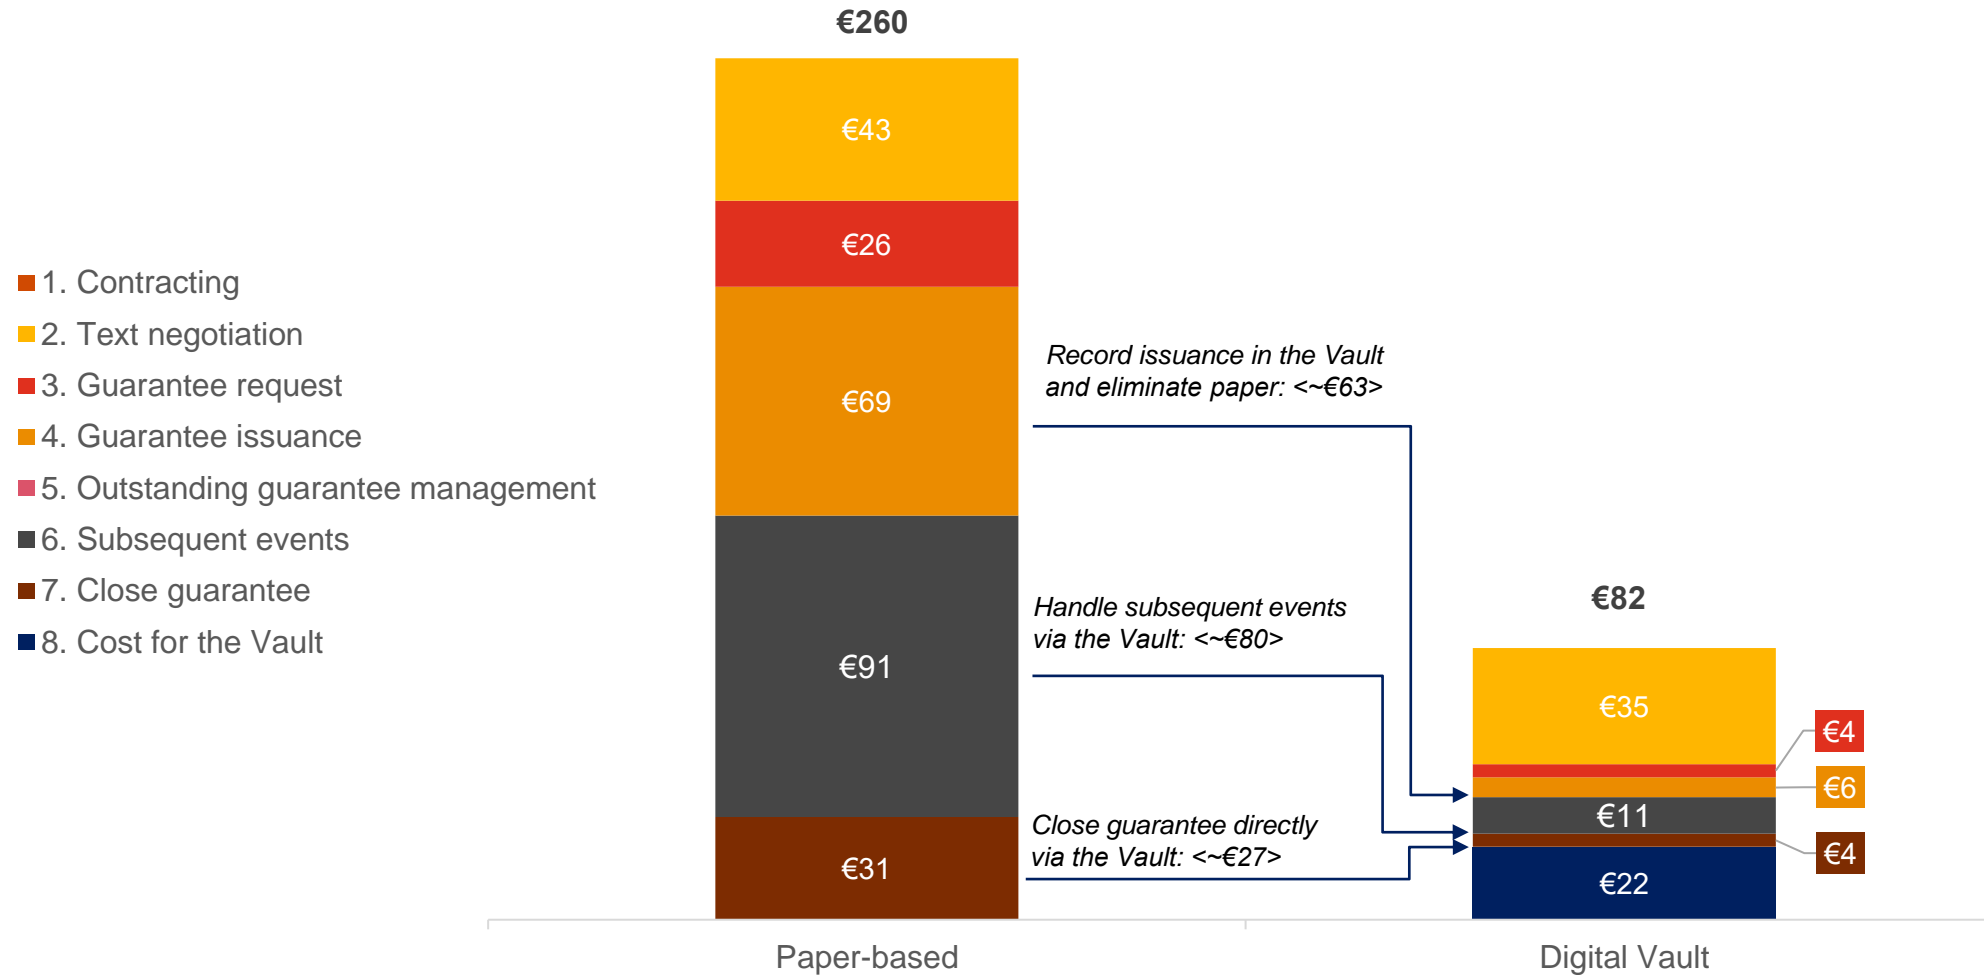 €260
€43
€26
€69
€91
€31
1. Contracting
2. Text negotiation
3. Guarantee request
4. Guarantee issuance
5. Outstanding guarantee management
6. Subsequent events
7. Close guarantee
8. Cost for the Vault
Record issuance in the Vault
and eliminate paper: <~€63>
Handle subsequent events
via the Vault: <~€80>
Close guarantee directly
via the Vault: <~€27>
€82
€35
€4
€6
€11
€4
€22
Paper-based
Digital Vault